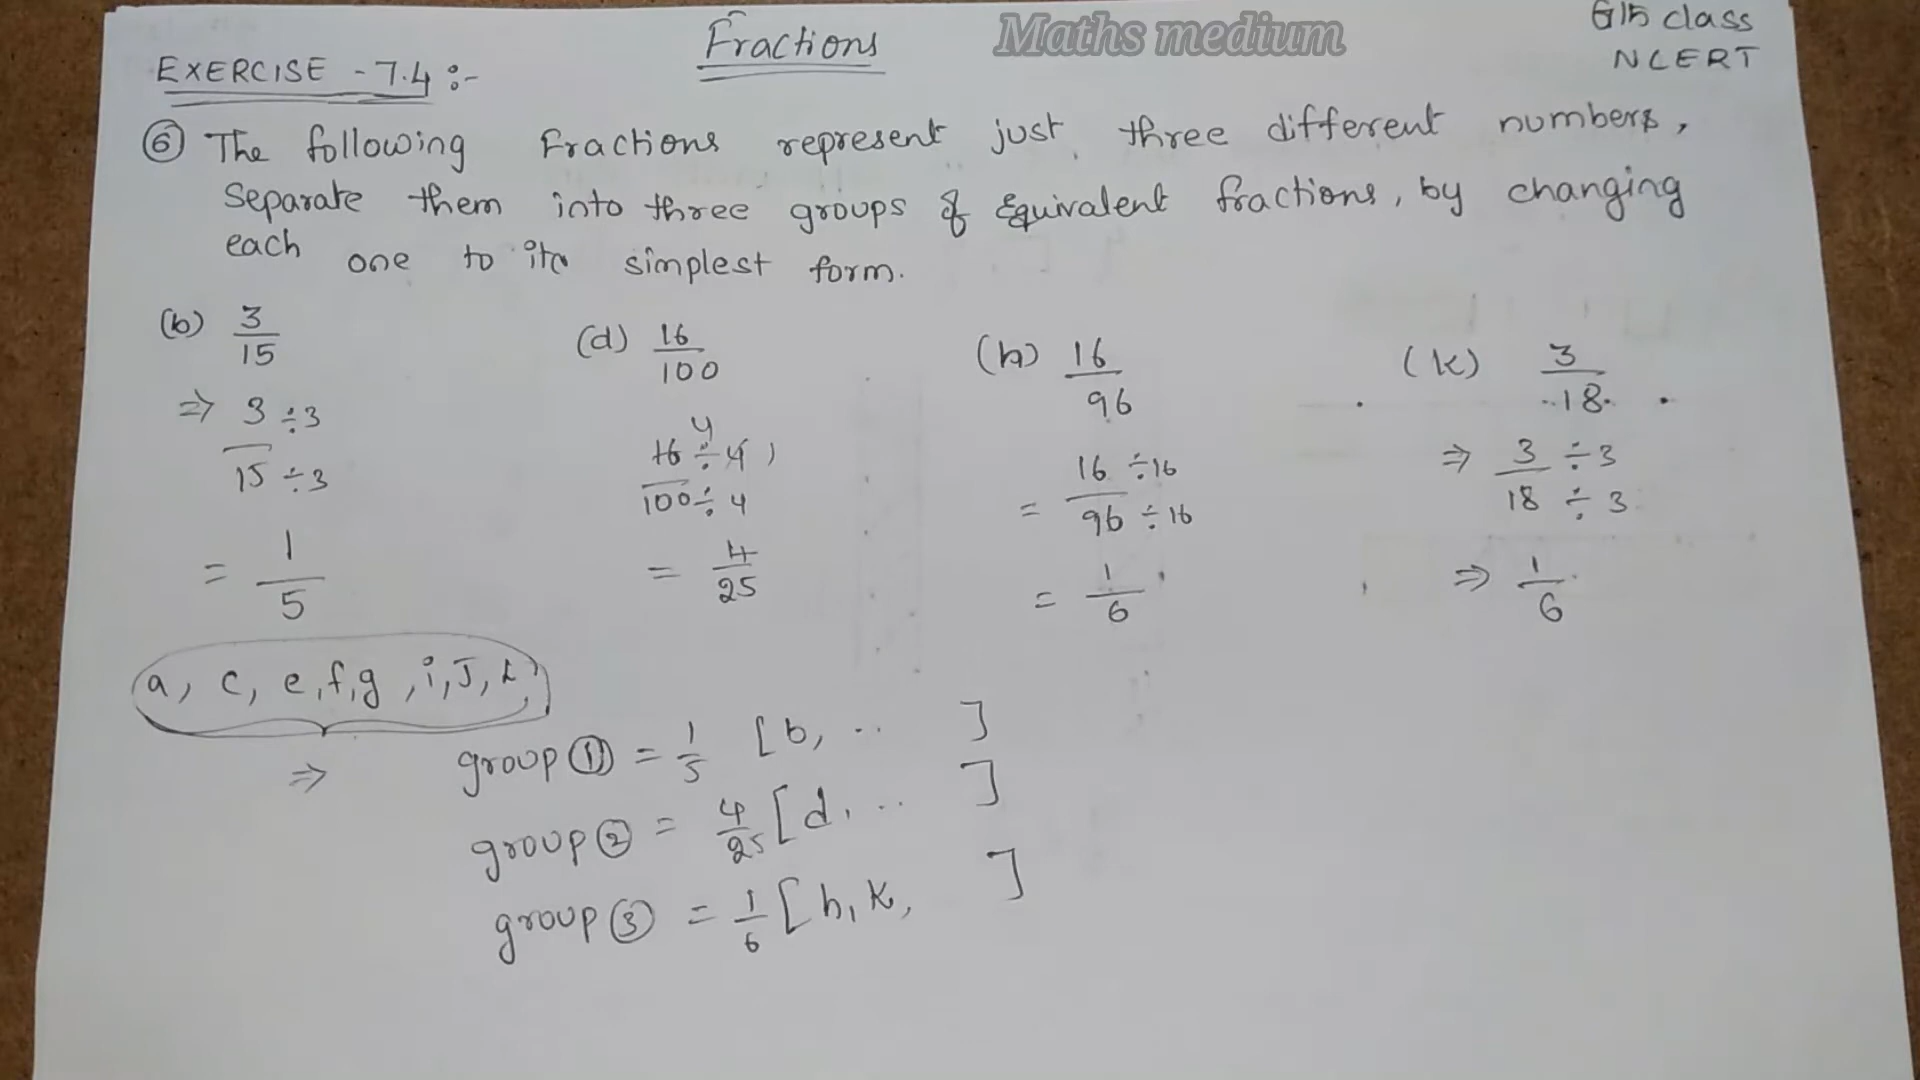 Fractions
Maths medium
6th class
NCERT
EXERCISE - 7.4 :-
⑥ The following Fractions represent just three different numbers,
Separate them into three groups of Equivalent fractions, by changing
each one to its simplest form.
(b) 3/15
(d) 16/100
(h) 16/96
(k) 3/18
⇒ 3÷3 / 15÷3
16÷4 / 100÷4
= 16÷16 / 96÷16
⇒ 3÷3 / 18÷3
= 1/5
= 4/25
= 1/6
⇒ 1/6
a, c, e, f, g, i, J, L
⇒ group ① = 1/5 [b, .. ]
group ② = 4/25 [d, .. ]
group ③ = 1/6 [h, k, ]